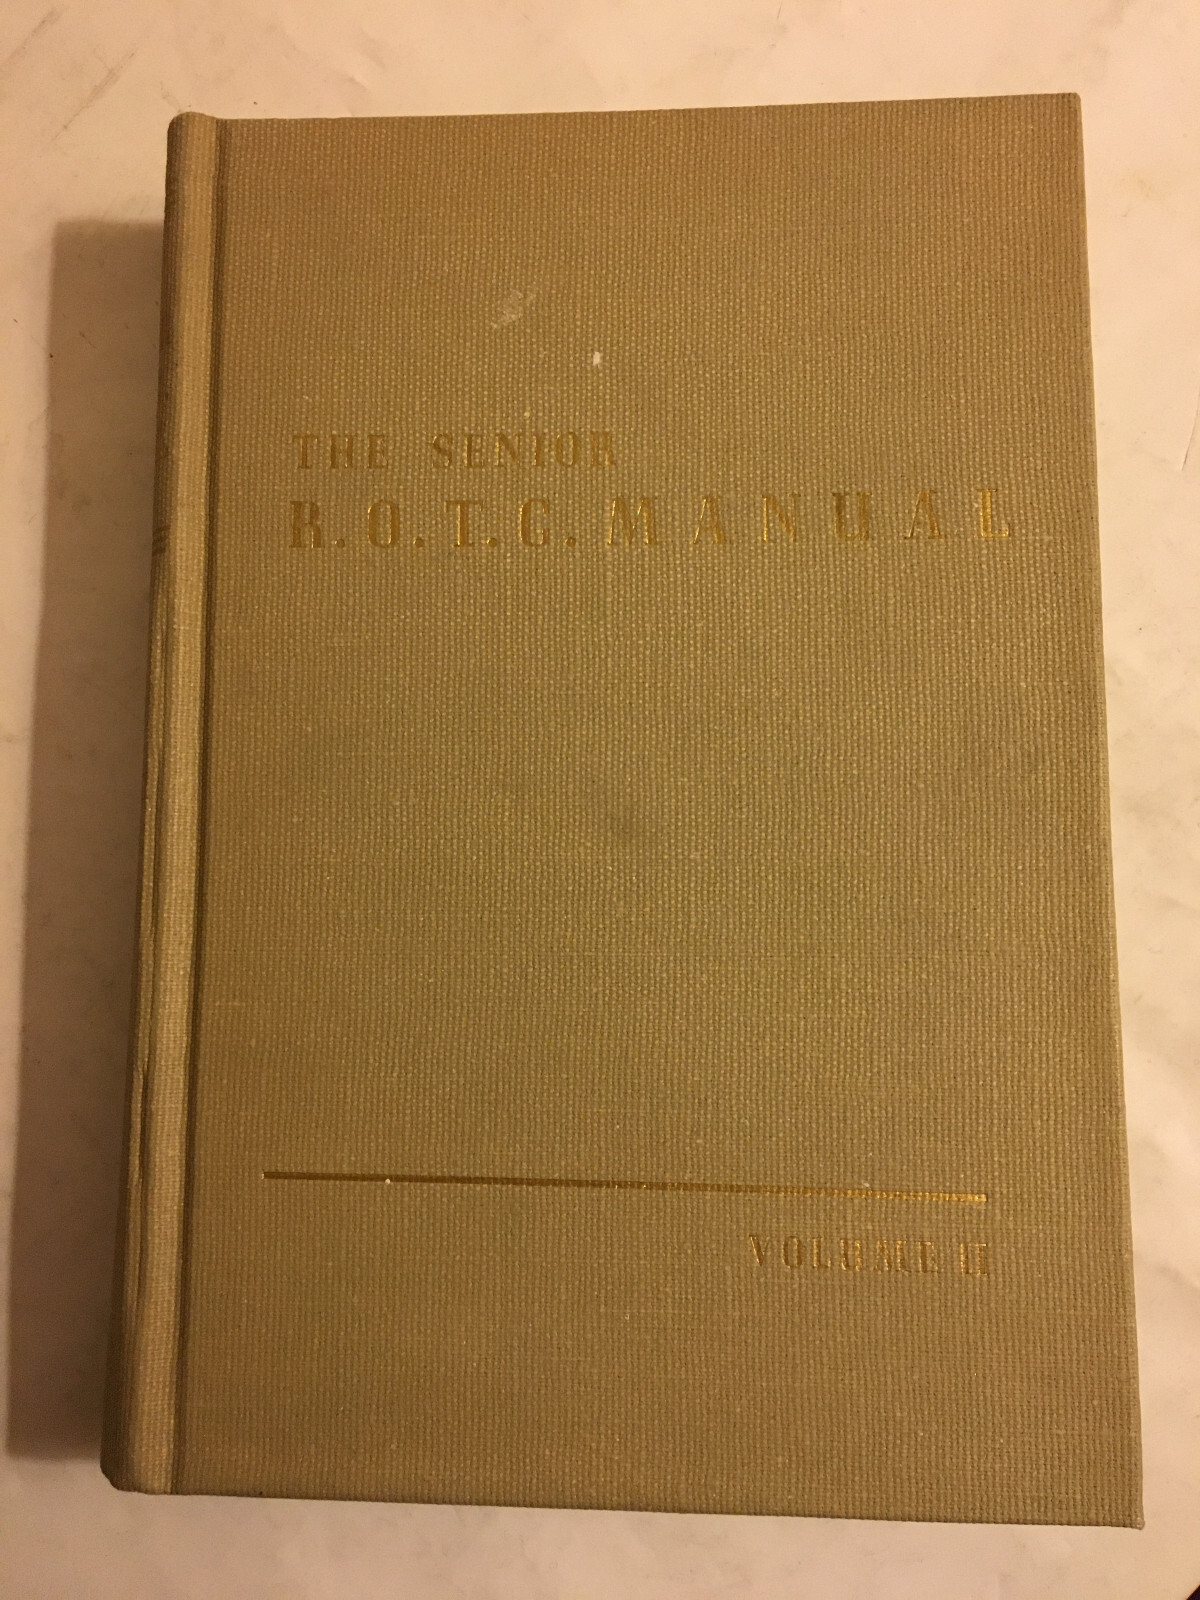 THE SENIOR
R.O.T.C. MANUAL
VOLUME II